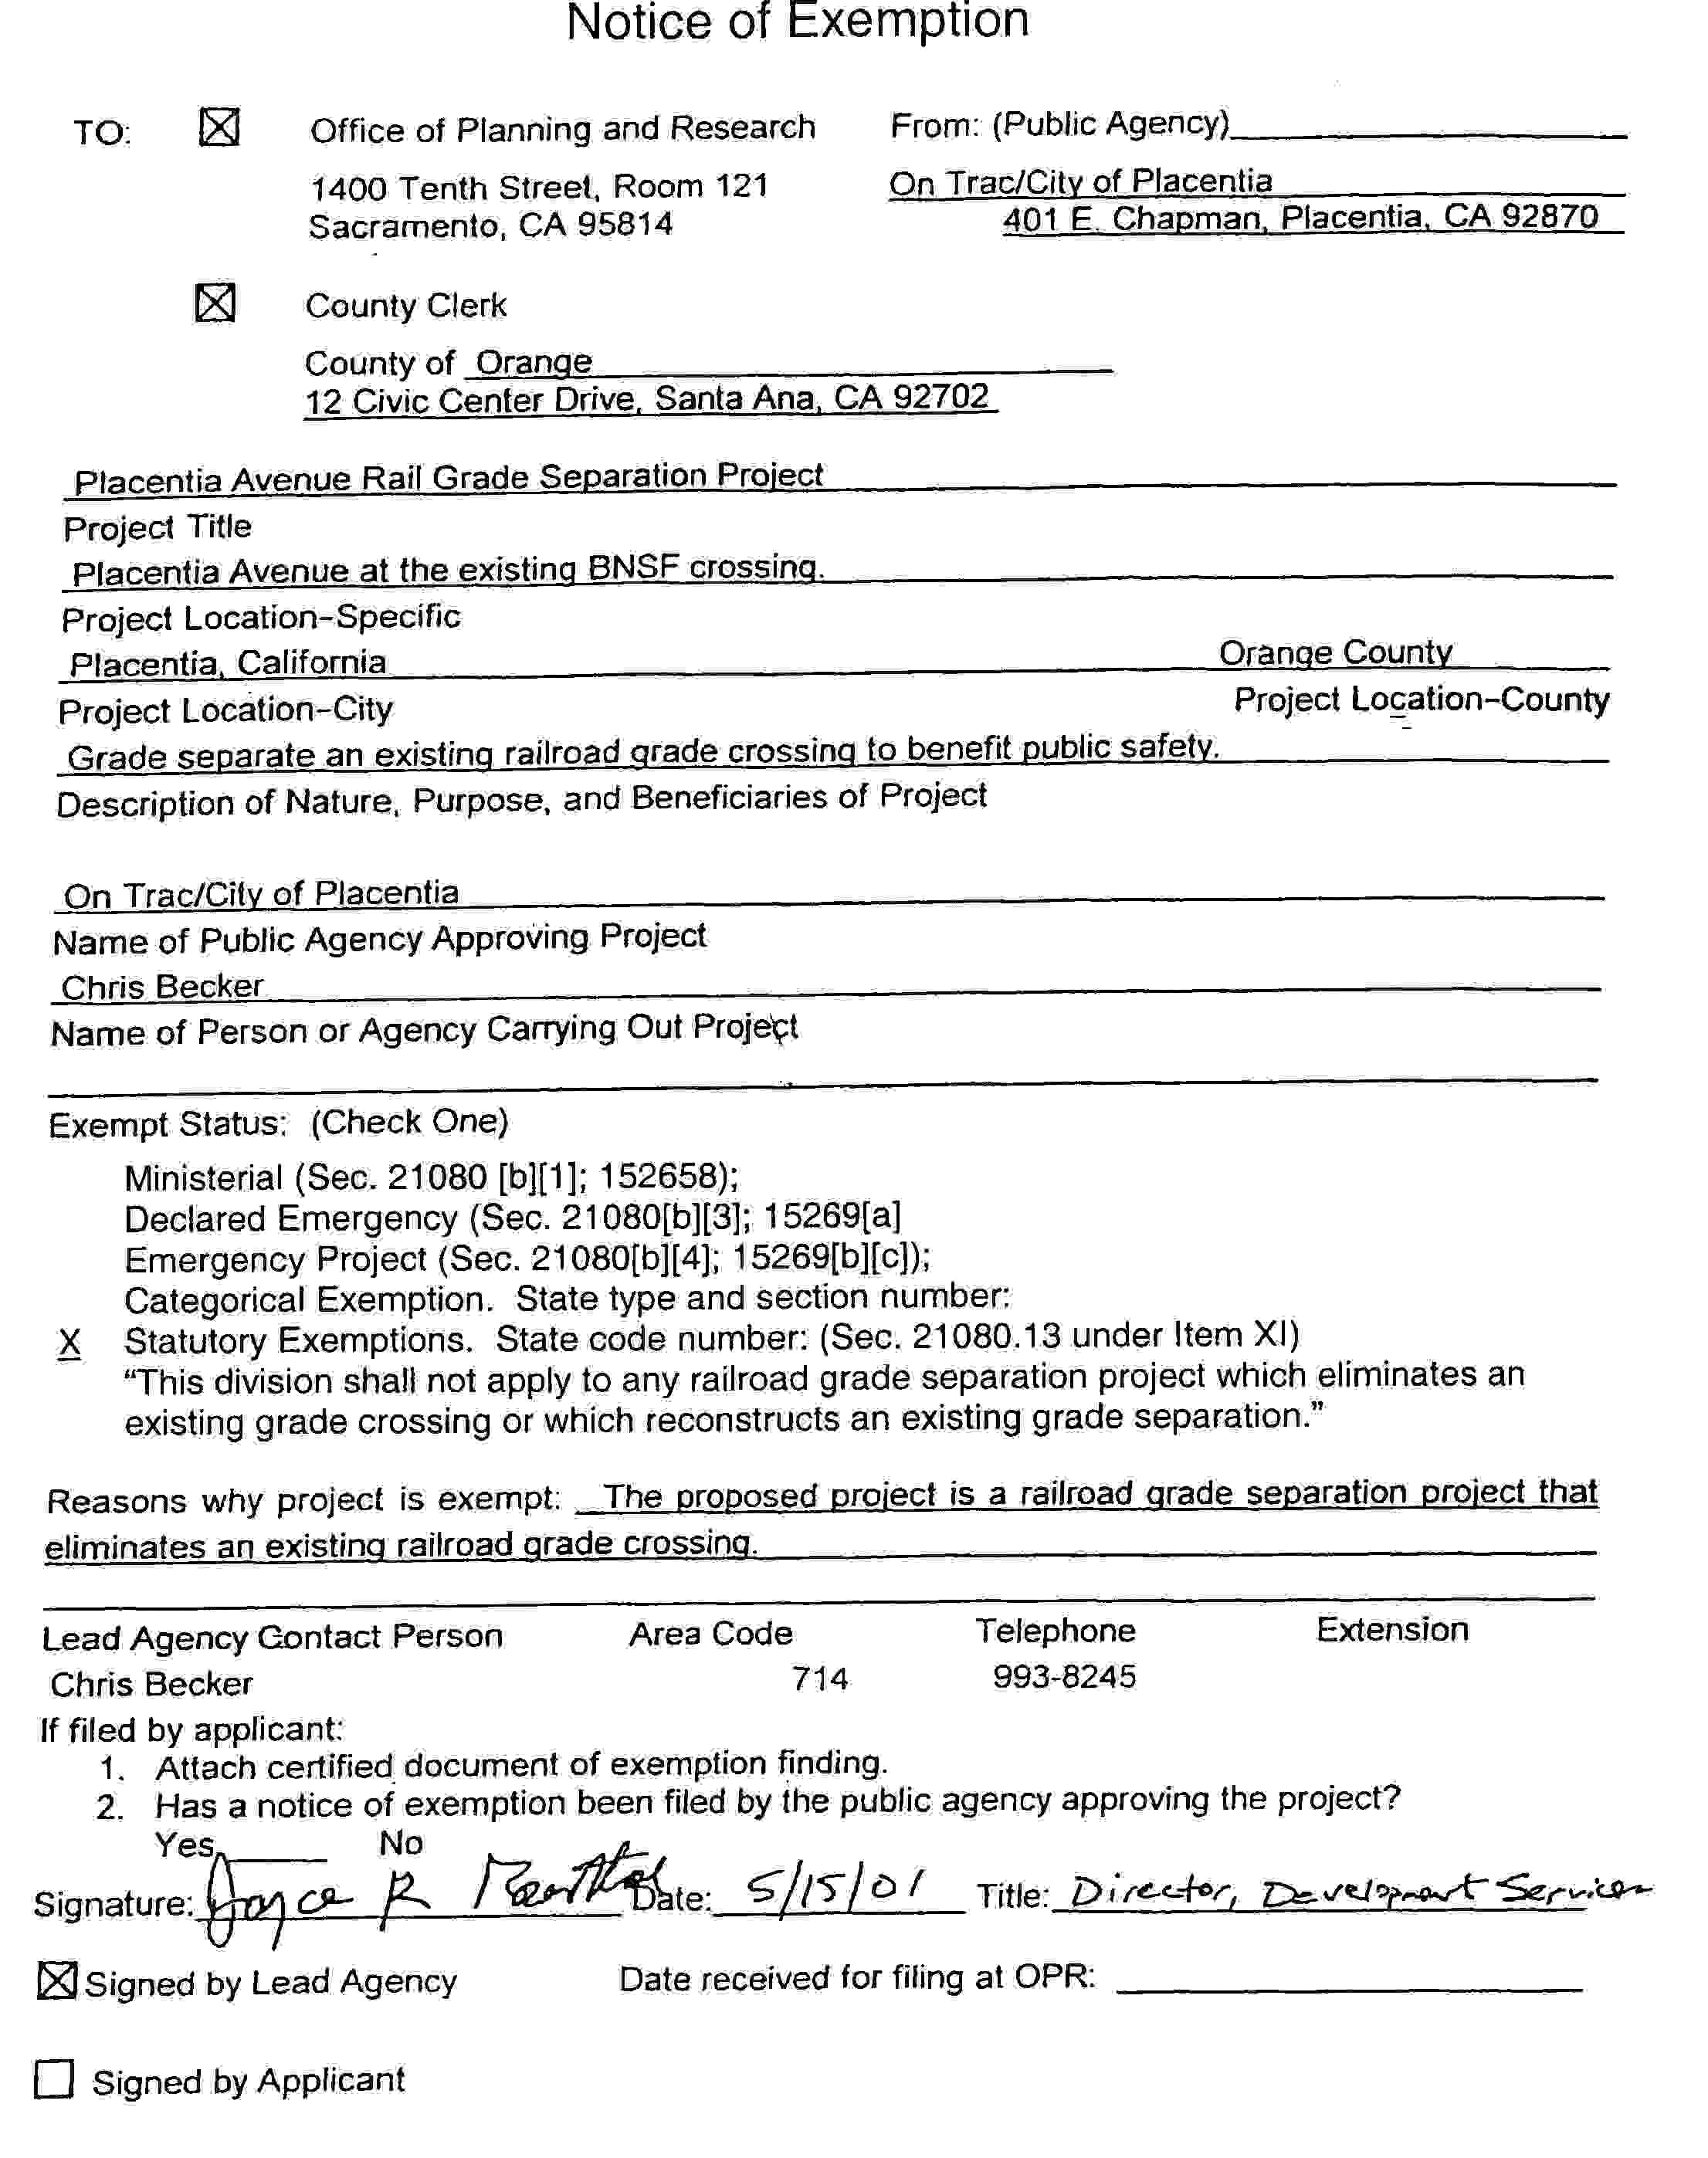 Notice of Exemption
TO: Office of Planning and Research From: (Public Agency)
1400 Tenth Street, Room 121 On Trac/City of Placentia
Sacramento, CA 95814 401 E. Chapman, Placentia, CA 92870
County Clerk
County of Orange
12 Civic Center Drive, Santa Ana, CA 92702
Placentia Avenue Rail Grade Separation Project
Project Title
Placentia Avenue at the existing BNSF crossing.
Project Location-Specific
Placentia, California Orange County
Project Location-City Project Location-County
Grade separate an existing railroad grade crossing to benefit public safety.
Description of Nature, Purpose, and Beneficiaries of Project
On Trac/City of Placentia
Name of Public Agency Approving Project
Chris Becker
Name of Person or Agency Carrying Out Project
Exempt Status: (Check One)
Ministerial (Sec. 21080 [b][1]; 152658);
Declared Emergency (Sec. 21080[b][3]; 15269[a]
Emergency Project (Sec. 21080[b][4]; 15269[b][c]);
Categorical Exemption. State type and section number:
X Statutory Exemptions. State code number: (Sec. 21080.13 under Item XI)
“This division shall not apply to any railroad grade separation project which eliminates an
existing grade crossing or which reconstructs an existing grade separation.”
Reasons why project is exempt: The proposed project is a railroad grade separation project that
eliminates an existing railroad grade crossing.
Lead Agency Contact Person Area Code Telephone Extension
Chris Becker 714 993-8245
If filed by applicant:
1. Attach certified document of exemption finding.
2. Has a notice of exemption been filed by the public agency approving the project?
Yes No
Signature: Joyce R Date: 5/15/01 Title: Director, Development Services
Signed by Lead Agency Date received for filing at OPR:
Signed by Applicant